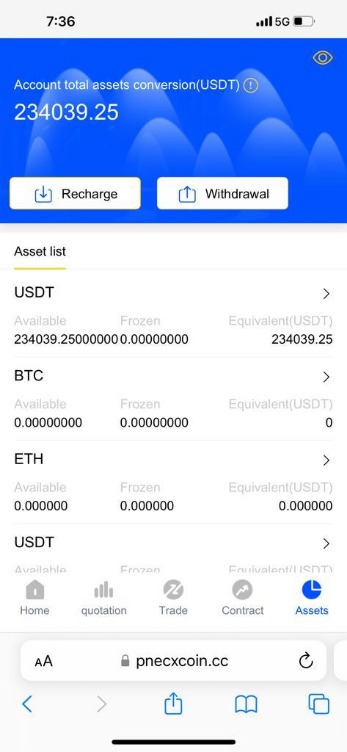 7:36 5G
Account total assets conversion(USDT)
234039.25
Recharge Withdrawal
Asset list
USDT
Available Frozen Equivalent(USDT)
234039.25000000 0.00000000 234039.25
BTC
Available Frozen Equivalent(USDT)
0.00000000 0.00000000 0
ETH
Available Frozen Equivalent(USDT)
0.000000 0.000000 0.000000
USDT
Available Frozen Equivalent(USDT)
Home quotation Trade Contract Assets
AA pnecxcoin.cc